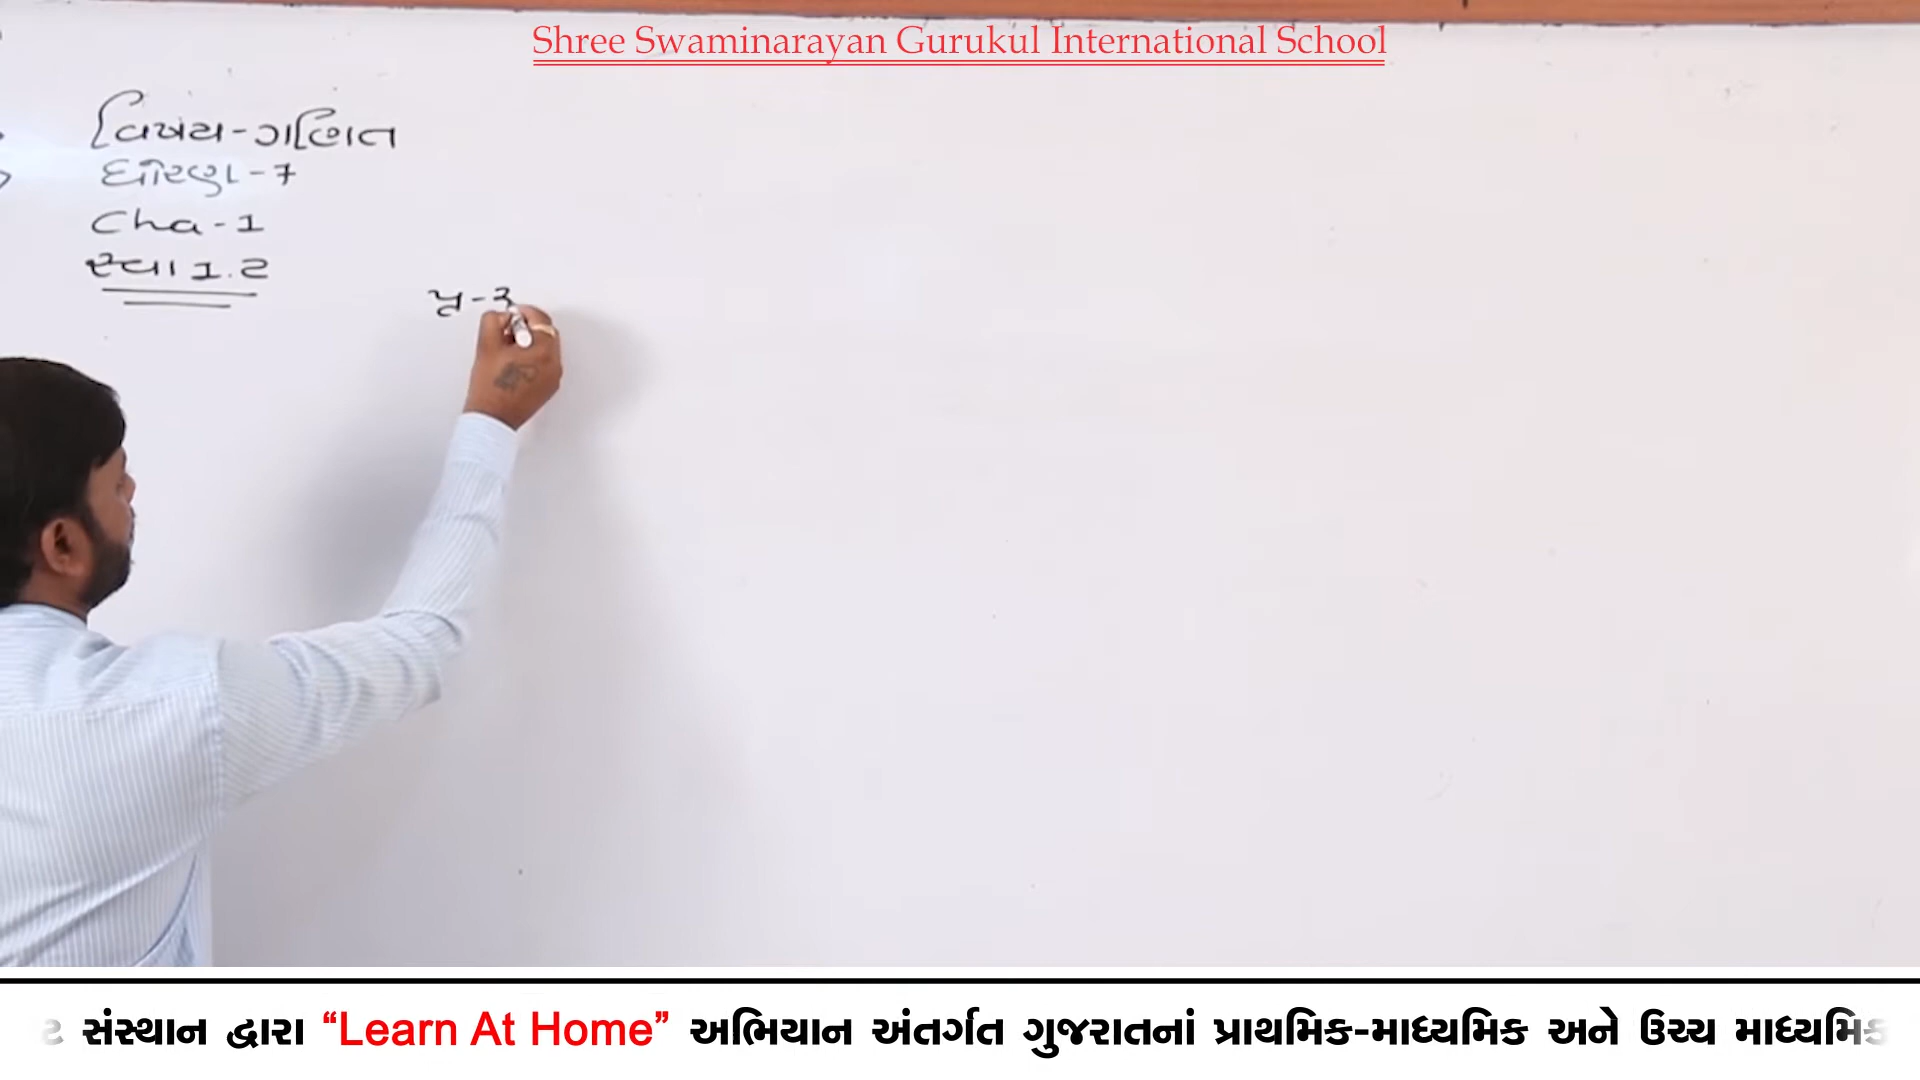 Shree Swaminarayan Gurukul International School
વિષય-ગણિત
ધોરણ-7
Cha-1
સ્વા 1.2
પૃ-3
સંસ્થાન દ્વારા “Learn At Home” અભિયાન અંતર્ગત ગુજરાતનાં પ્રાથમિક-માધ્યમિક અને ઉચ્ચ માધ્યમિક